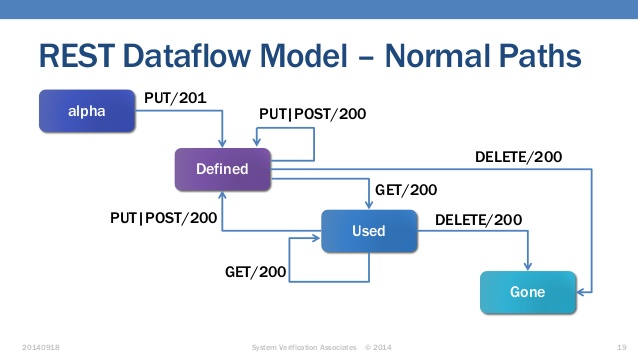 REST Dataflow Model – Normal Paths
alpha
PUT/201
PUT|POST/200
Defined
DELETE/200
GET/200
PUT|POST/200
Used
DELETE/200
GET/200
Gone
20140918
System Verification Associates © 2014
19